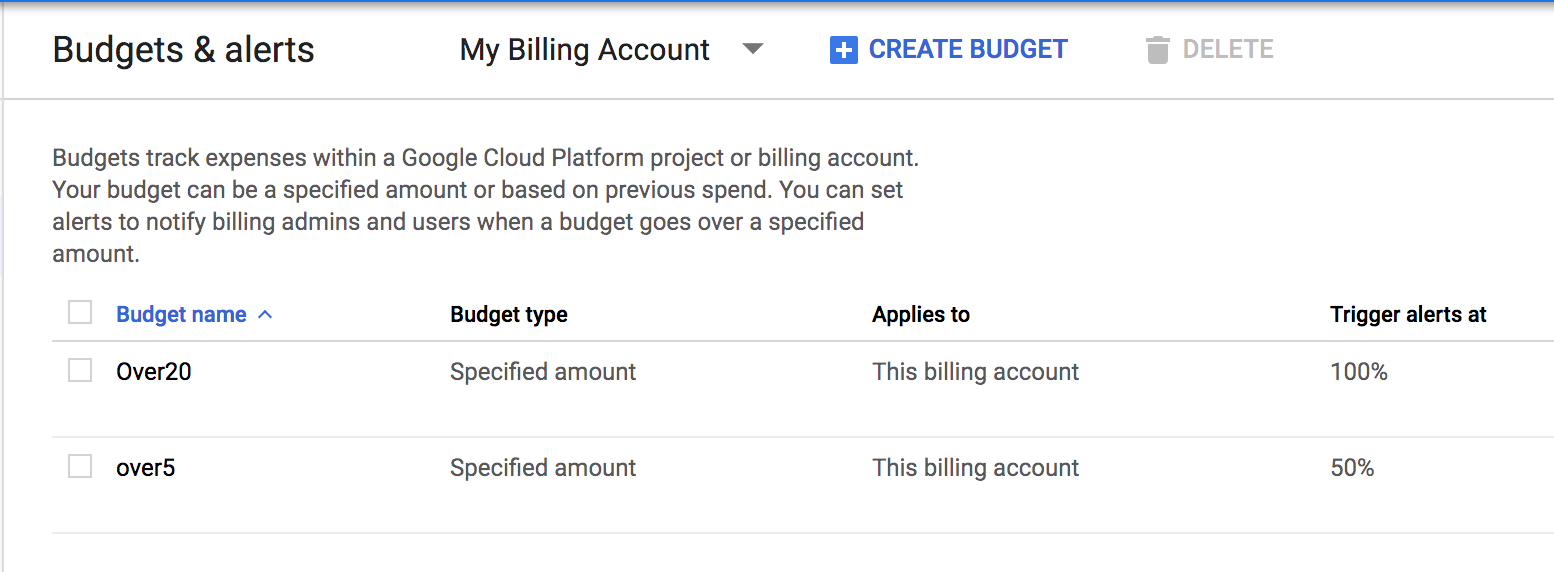 Budgets & alerts My Billing Account CREATE BUDGET DELETE
Budgets track expenses within a Google Cloud Platform project or billing account.
Your budget can be a specified amount or based on previous spend. You can set
alerts to notify billing admins and users when a budget goes over a specified
amount.
Budget name Budget type Applies to Trigger alerts at
Over20 Specified amount This billing account 100%
over5 Specified amount This billing account 50%